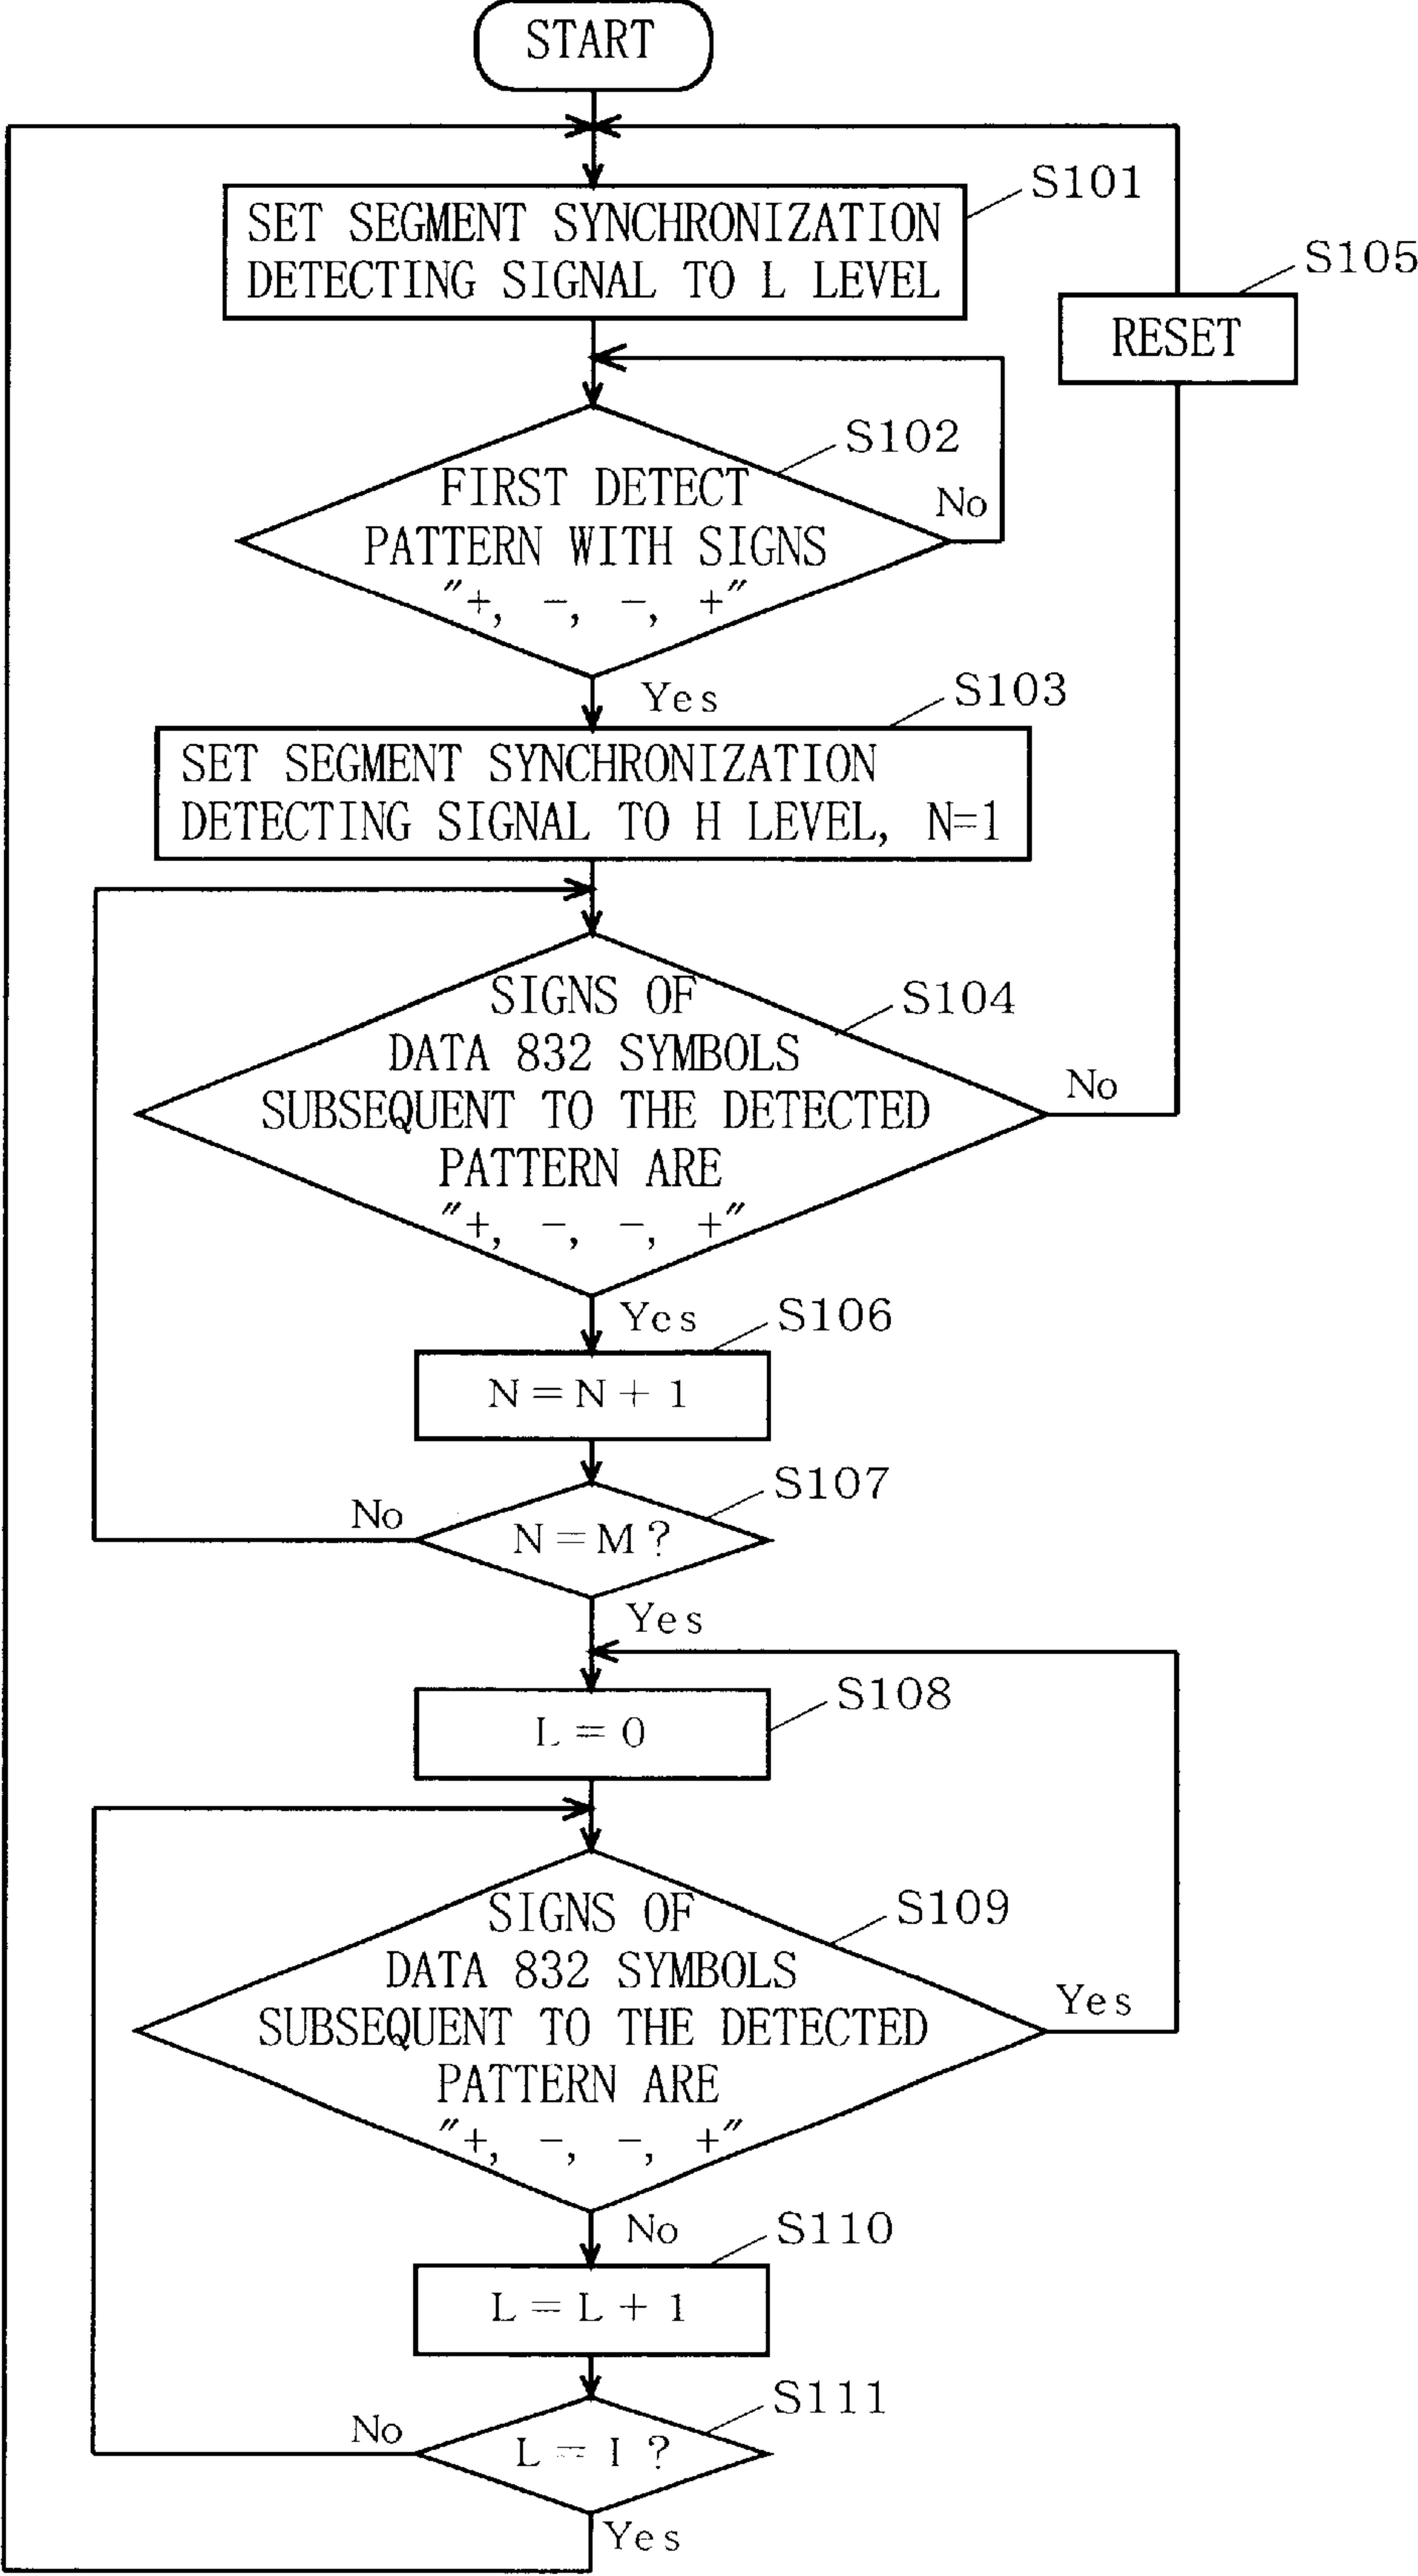 START
S101
SET SEGMENT SYNCHRONIZATION
DETECTING SIGNAL TO L LEVEL
S105
RESET
S102
FIRST DETECT
PATTERN WITH SIGNS
"+, −, −, +"
No
Yes
S103
SET SEGMENT SYNCHRONIZATION
DETECTING SIGNAL TO H LEVEL, N=1
S104
SIGNS OF
DATA 832 SYMBOLS
SUBSEQUENT TO THE DETECTED
PATTERN ARE
"+, −, −, +"
No
Yes
S106
N=N+1
S107
No
N=M?
Yes
S108
L=0
S109
SIGNS OF
DATA 832 SYMBOLS
SUBSEQUENT TO THE DETECTED
PATTERN ARE
"+, −, −, +"
Yes
No
S110
L=L+1
S111
No
L=I?
Yes